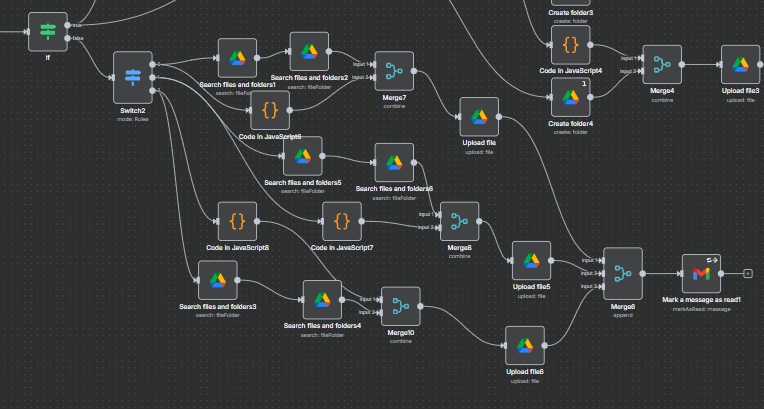 Create folder3
create: folder
true
false
If
Switch2
mode: Rules
0
1
Search files and folders1
Search files and folders2
search: fileFolder
Input 1
Input 2
Merge7
combine
Code in JavaScript4
Create folder4
create: folder
1
Input 1
Input 2
Merge4
combine
Upload file3
upload: file
Code in JavaScript6
Upload file
upload: file
Search files and folders5
search: fileFolder
Search files and folders6
search: fileFolder
Code in JavaScript8
Code in JavaScript7
Input 1
Input 2
Merge8
combine
Upload file5
upload: file
Input 1
Input 2
Input 3
Merge6
append
Mark a message as read1
markAsRead: message
Search files and folders3
search: fileFolder
Search files and folders4
search: fileFolder
Input 1
Input 2
Merge10
combine
Upload file6
upload: file